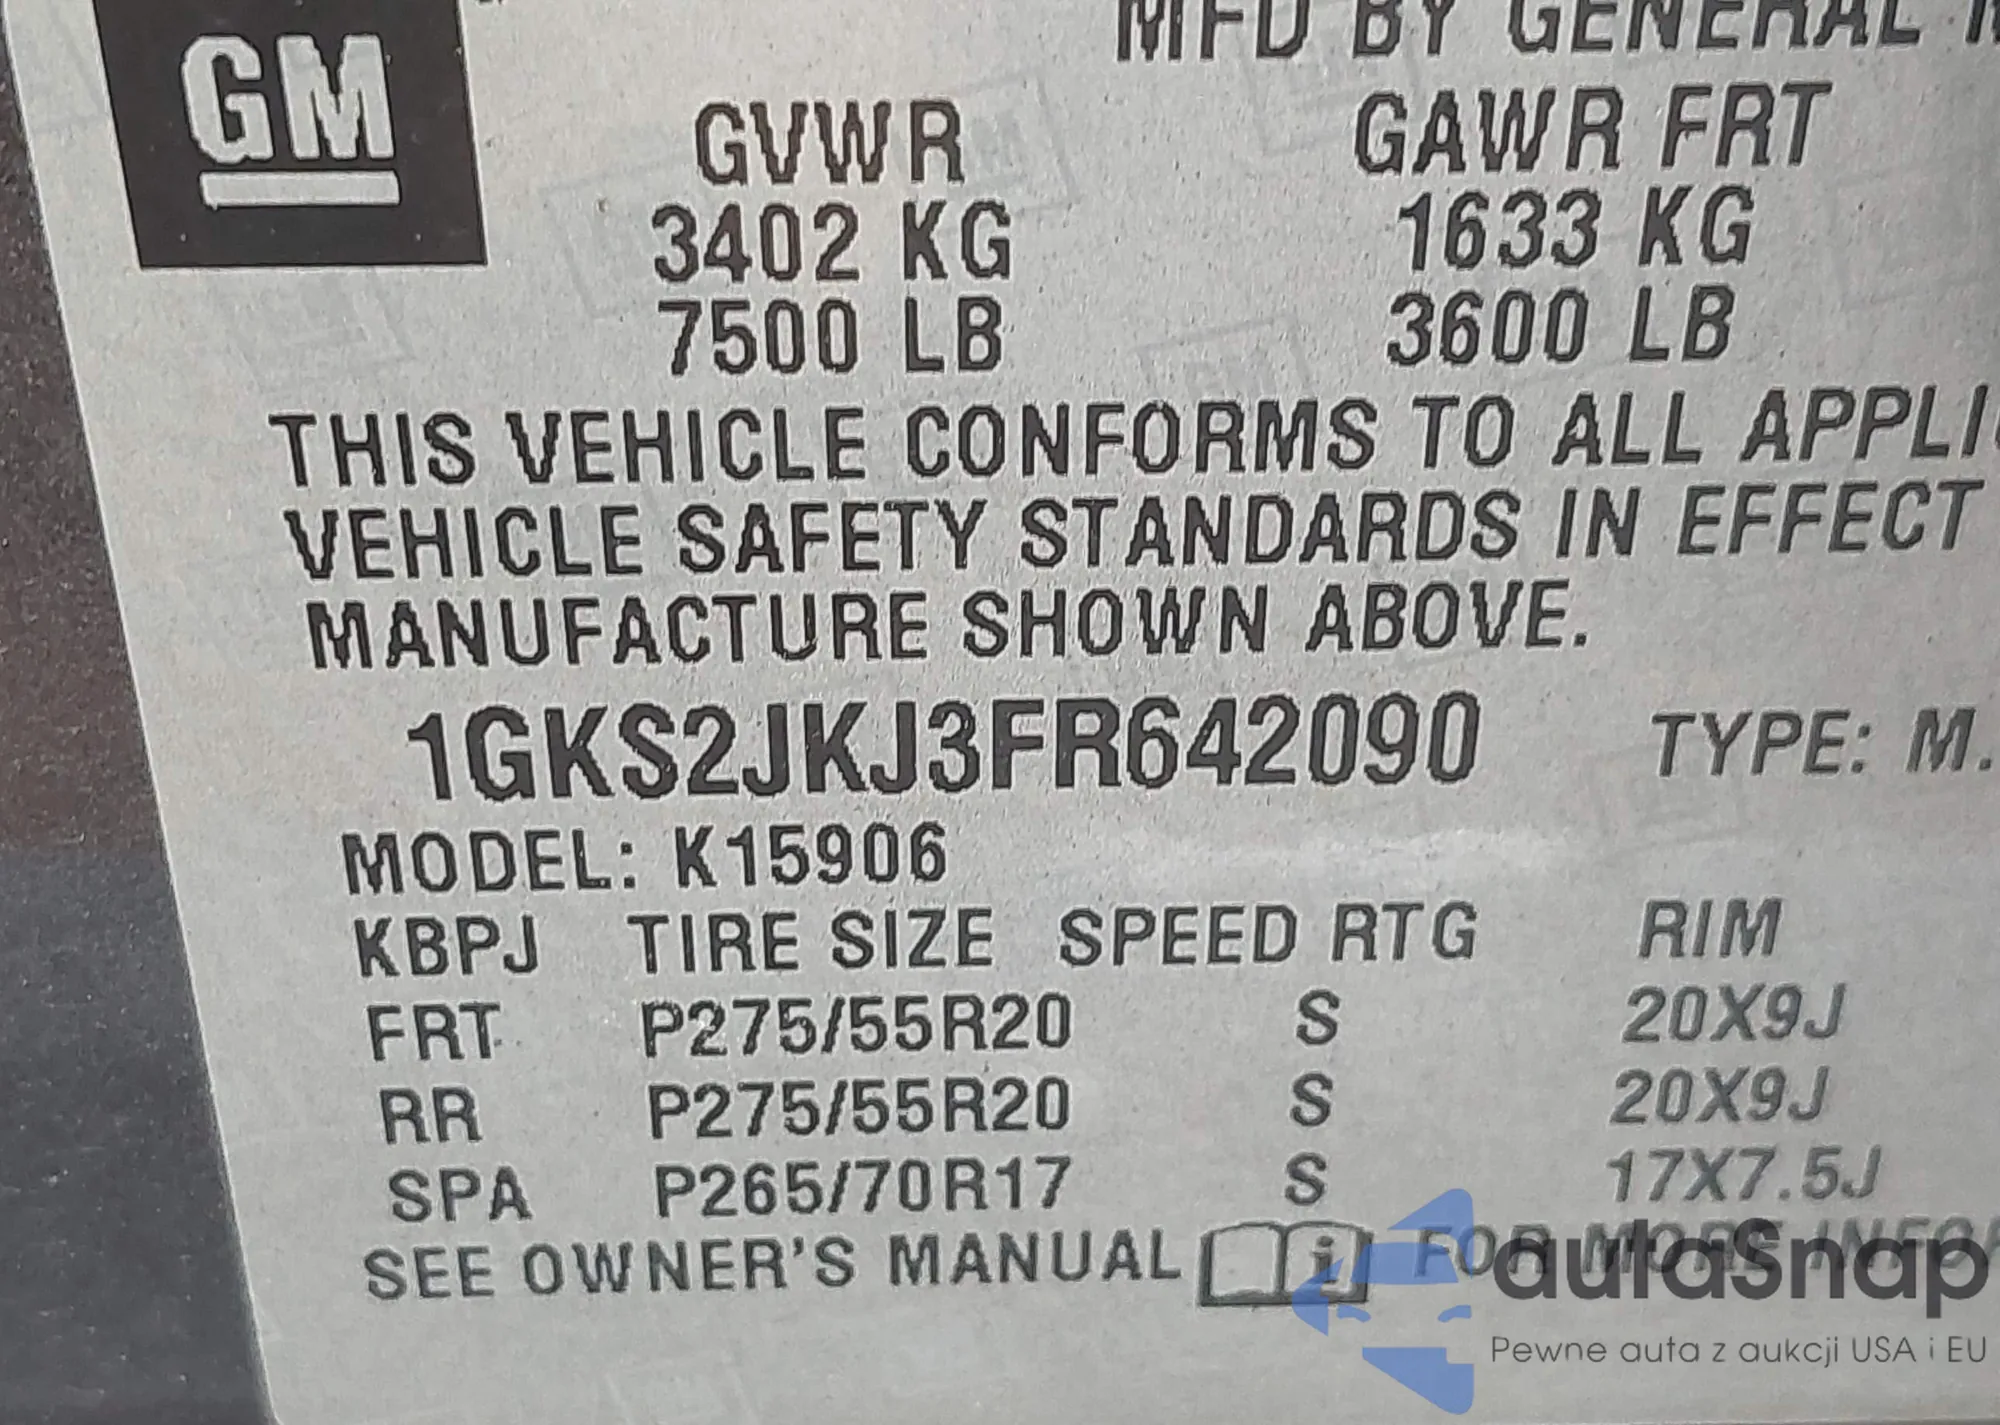 GM
MFD BY GENERAL
GVWR GAWR FRT
3402 KG 1633 KG
7500 LB 3600 LB
THIS VEHICLE CONFORMS TO ALL
VEHICLE SAFETY STANDARDS IN EFFECT
MANUFACTURE SHOWN ABOVE.
1GKS2JKJ3FR642090 TYPE: M.
MODEL: K15906
KBPJ TIRE SIZE SPEED RTG RIM
FRT P275/55R20 S 20X9J
RR P275/55R20 S 20X9J
SPA P265/70R17 S 17X7.5J
SEE OWNER'S MANUAL i FOR MORE
autaSnap
Pewne auta z aukcji USA i EU